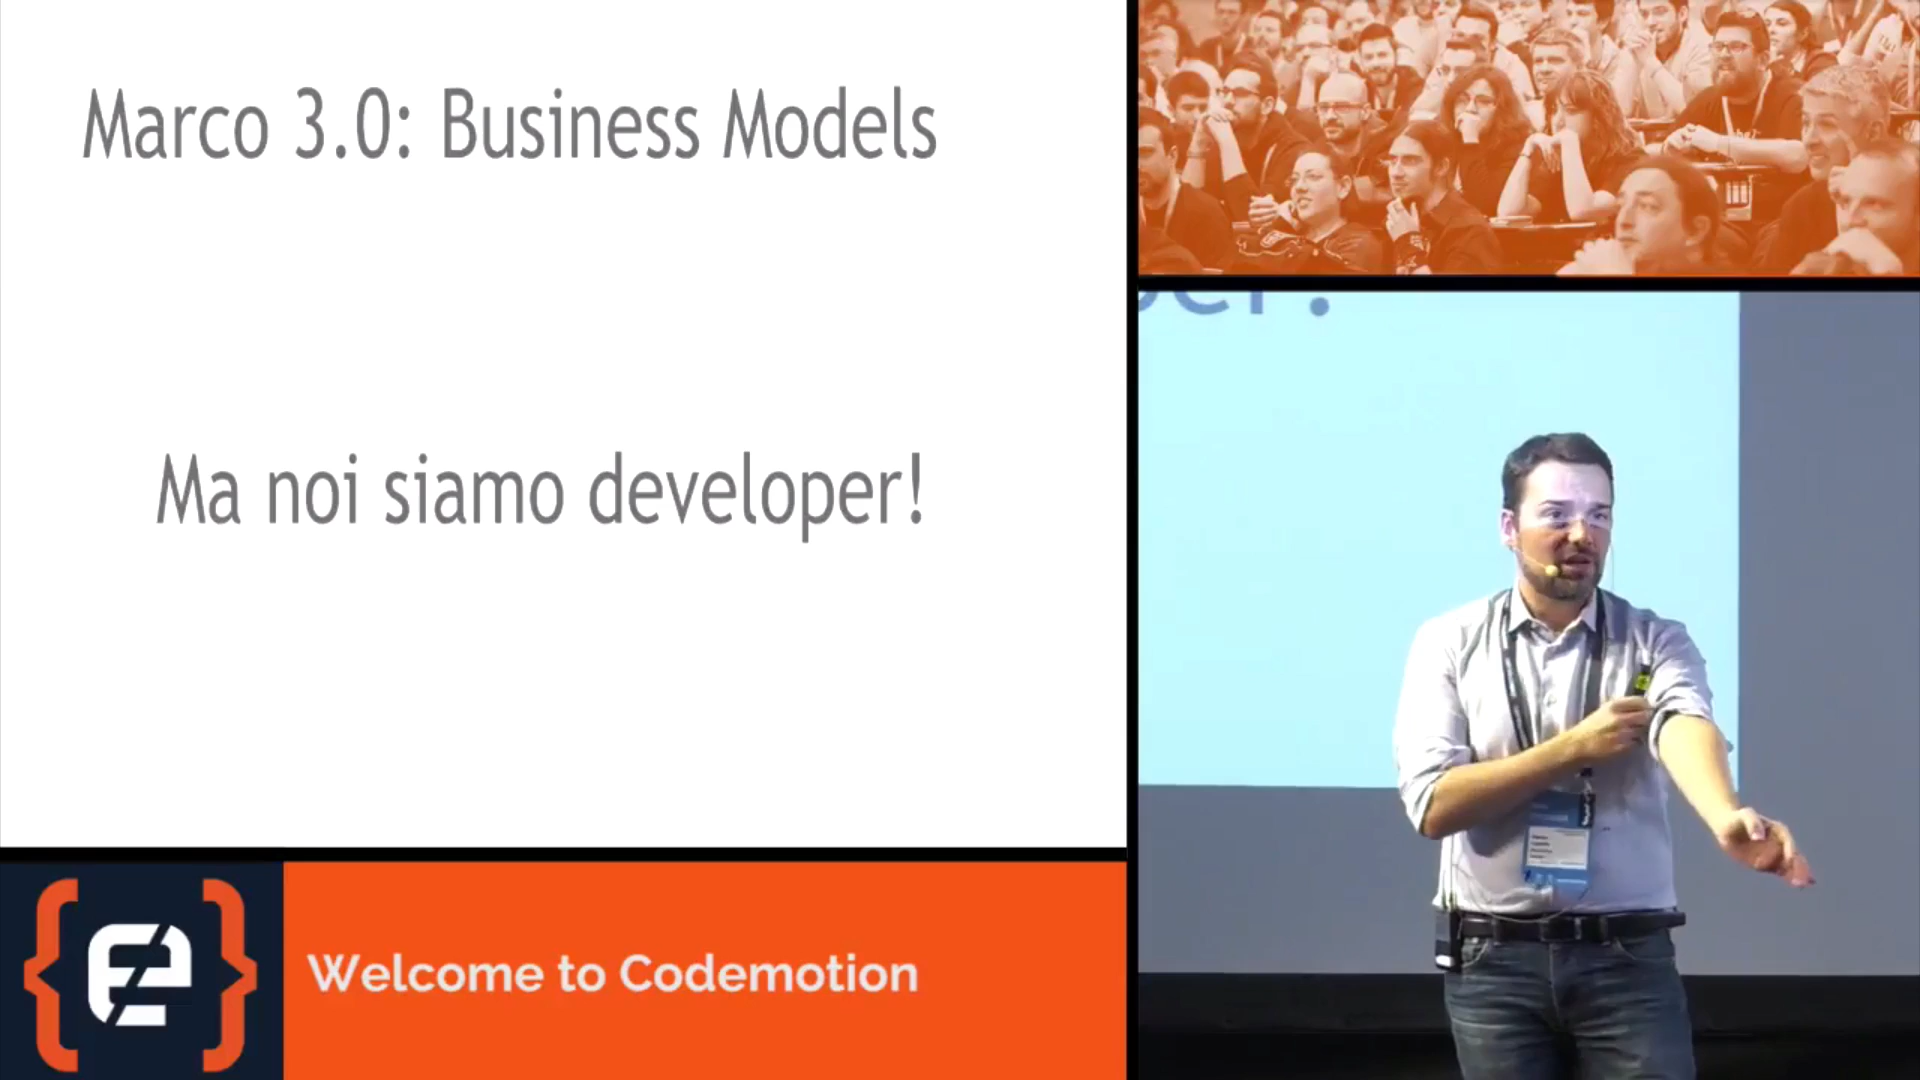 Marco 3.0: Business Models
Ma noi siamo developer!
Welcome to Codemotion